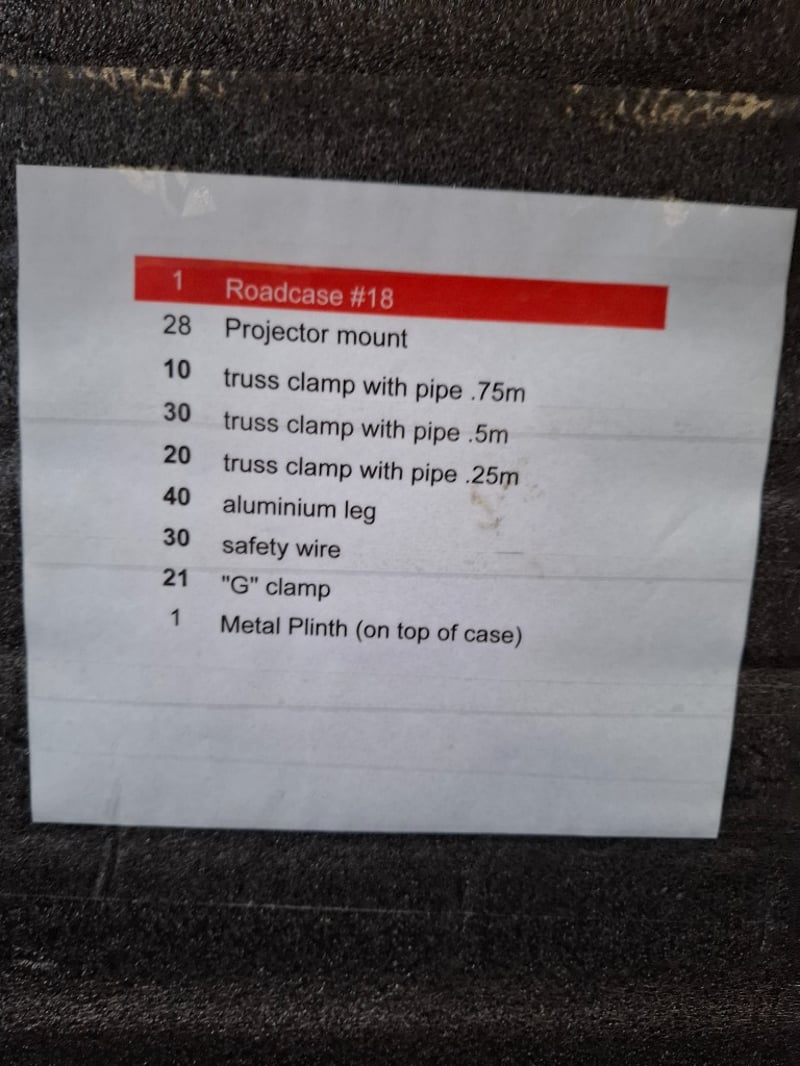 1 Roadcase #18
28 Projector mount
10 truss clamp with pipe .75m
30 truss clamp with pipe .5m
20 truss clamp with pipe .25m
40 aluminium leg
30 safety wire
21 "G" clamp
1 Metal Plinth (on top of case)